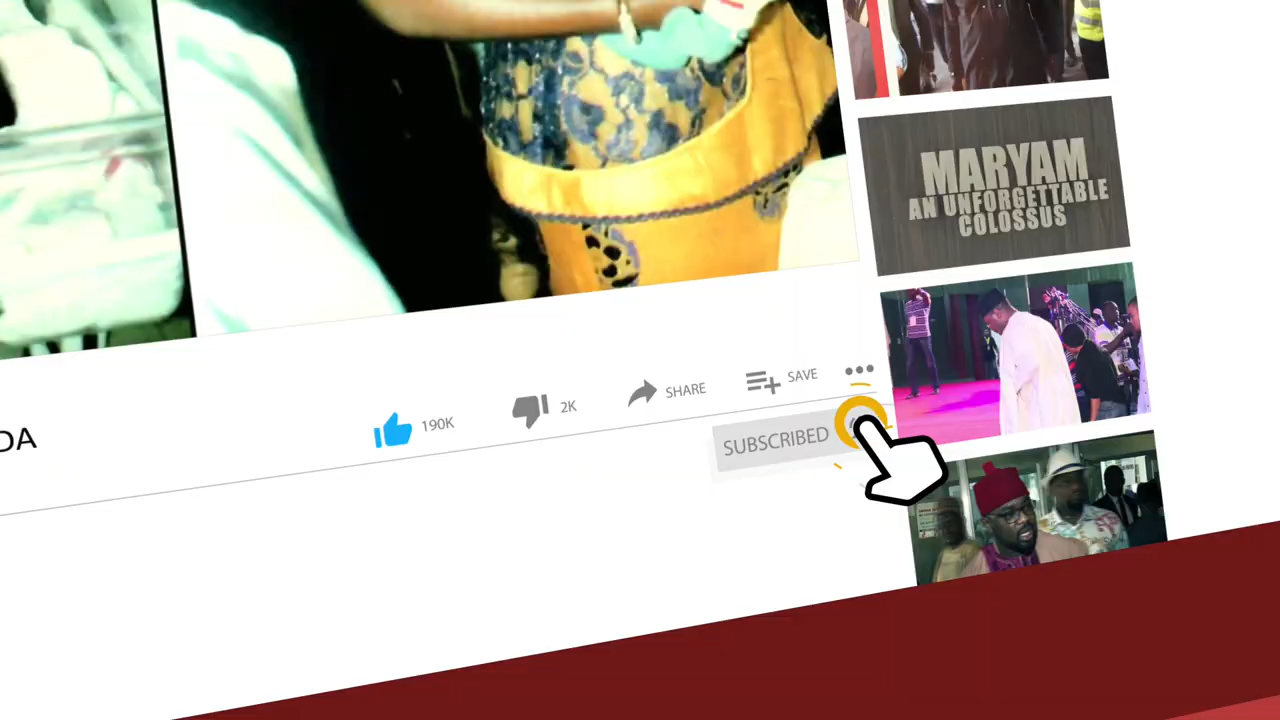 MARYAM
AN UNFORGETTABLE
COLOSSUS
DA
190K
2K
SHARE
SAVE
SUBSCRIBED